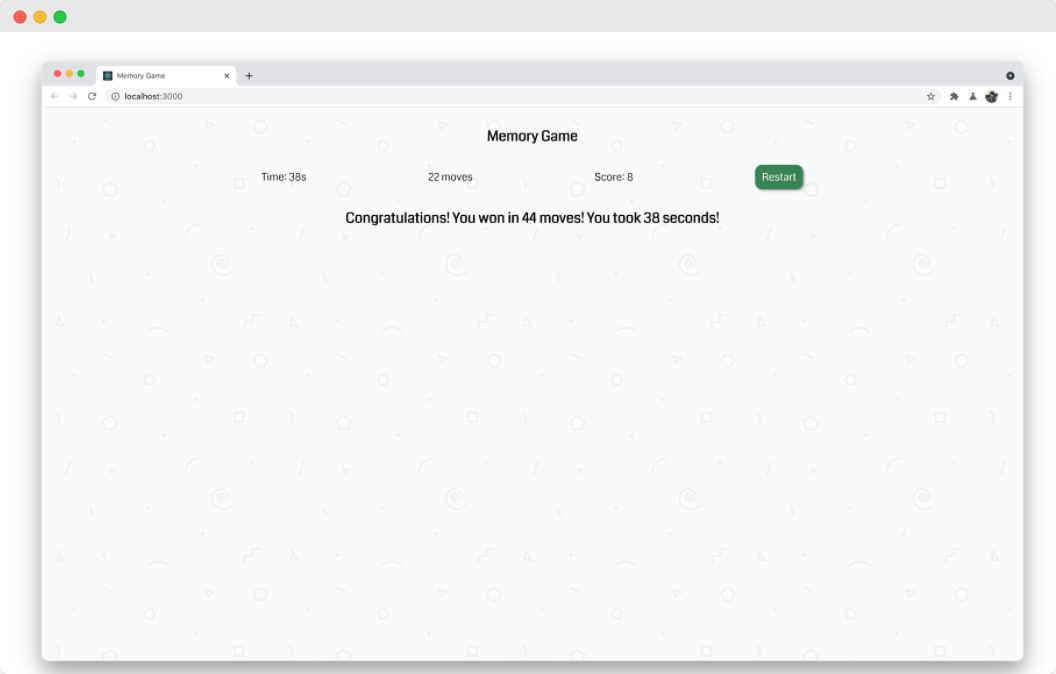 Memory Game
localhost:3000
Memory Game
Time: 38s 22 moves Score: 8 Restart
Congratulations! You won in 44 moves! You took 38 seconds!